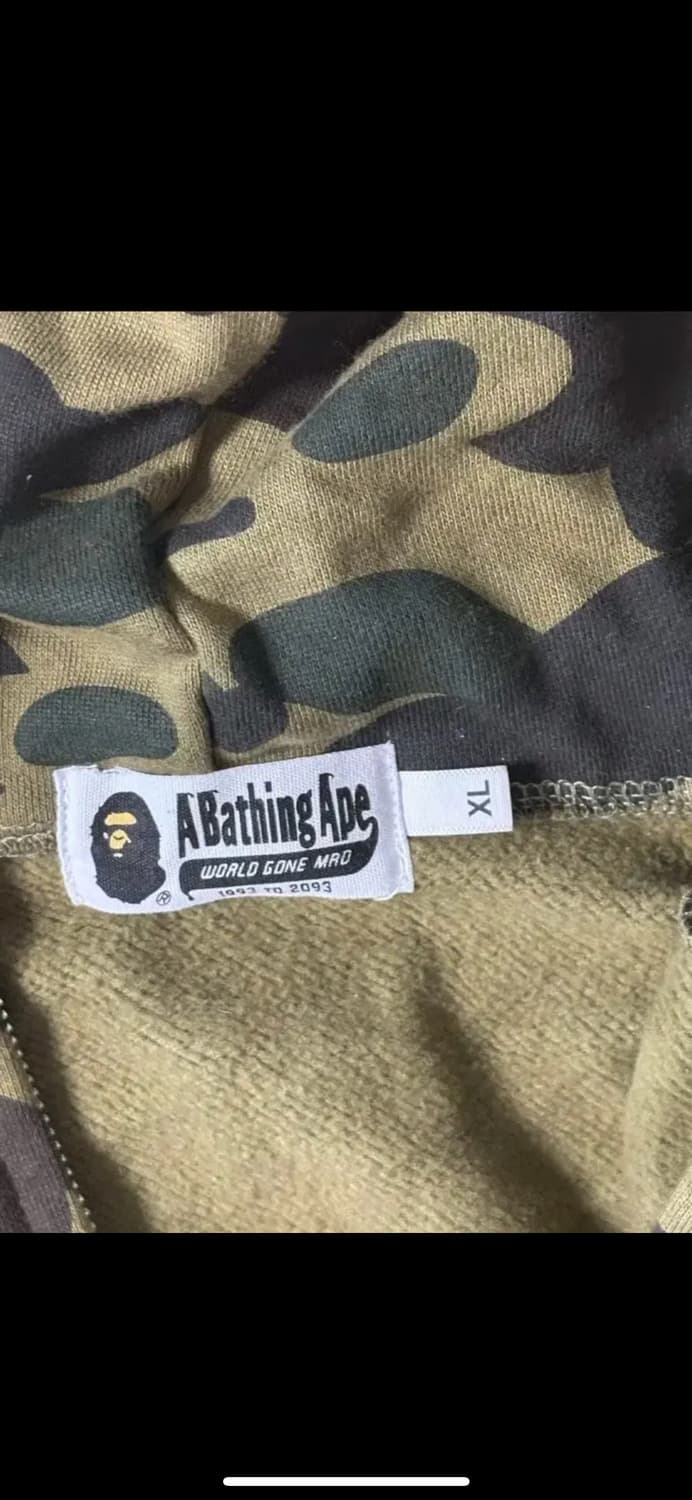 A Bathing Ape
WORLD GONE MAD
1993 TO 2093
®
XL